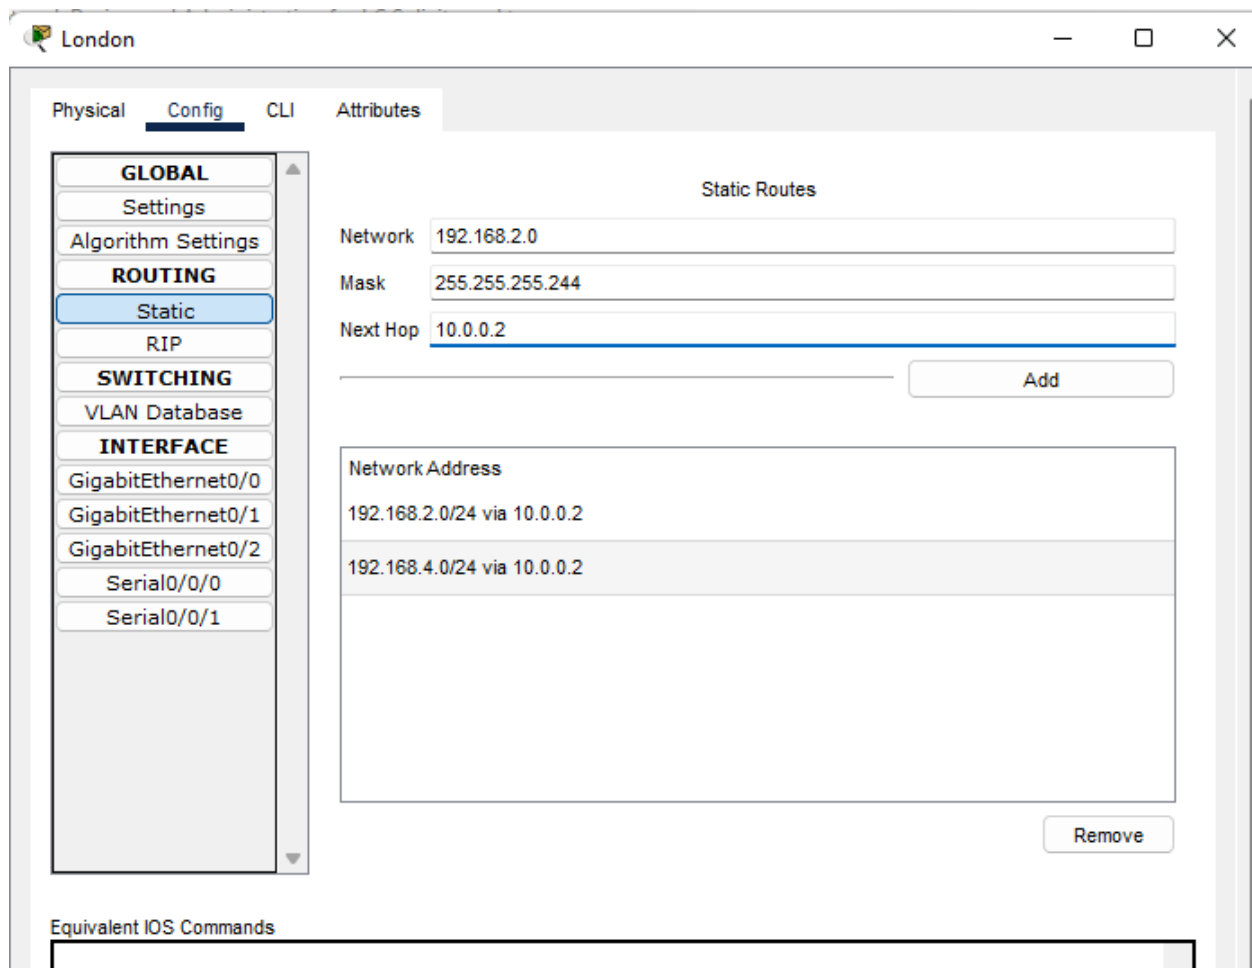 London
Physical Config CLI Attributes
GLOBAL
Settings
Algorithm Settings
ROUTING
Static
RIP
SWITCHING
VLAN Database
INTERFACE
GigabitEthernet0/0
GigabitEthernet0/1
GigabitEthernet0/2
Serial0/0/0
Serial0/0/1
Static Routes
Network 192.168.2.0
Mask 255.255.255.244
Next Hop 10.0.0.2
Add
Network Address
192.168.2.0/24 via 10.0.0.2
192.168.4.0/24 via 10.0.0.2
Remove
Equivalent IOS Commands